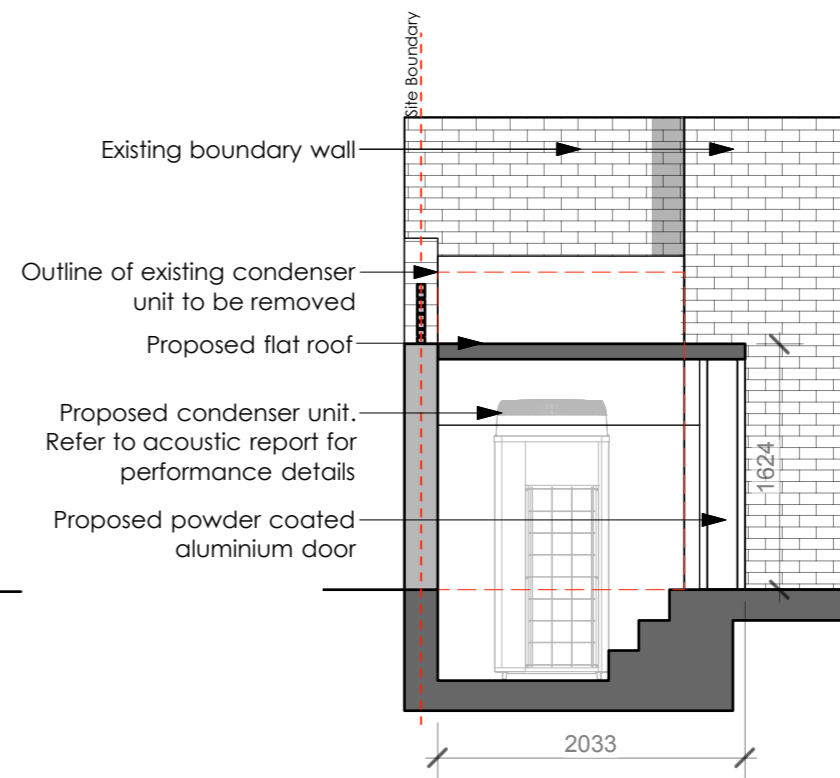 Site Boundary
Existing boundary wall
Outline of existing condenser
unit to be removed
Proposed flat roof
Proposed condenser unit.
Refer to acoustic report for
performance details
1624
Proposed powder coated
aluminium door
2033